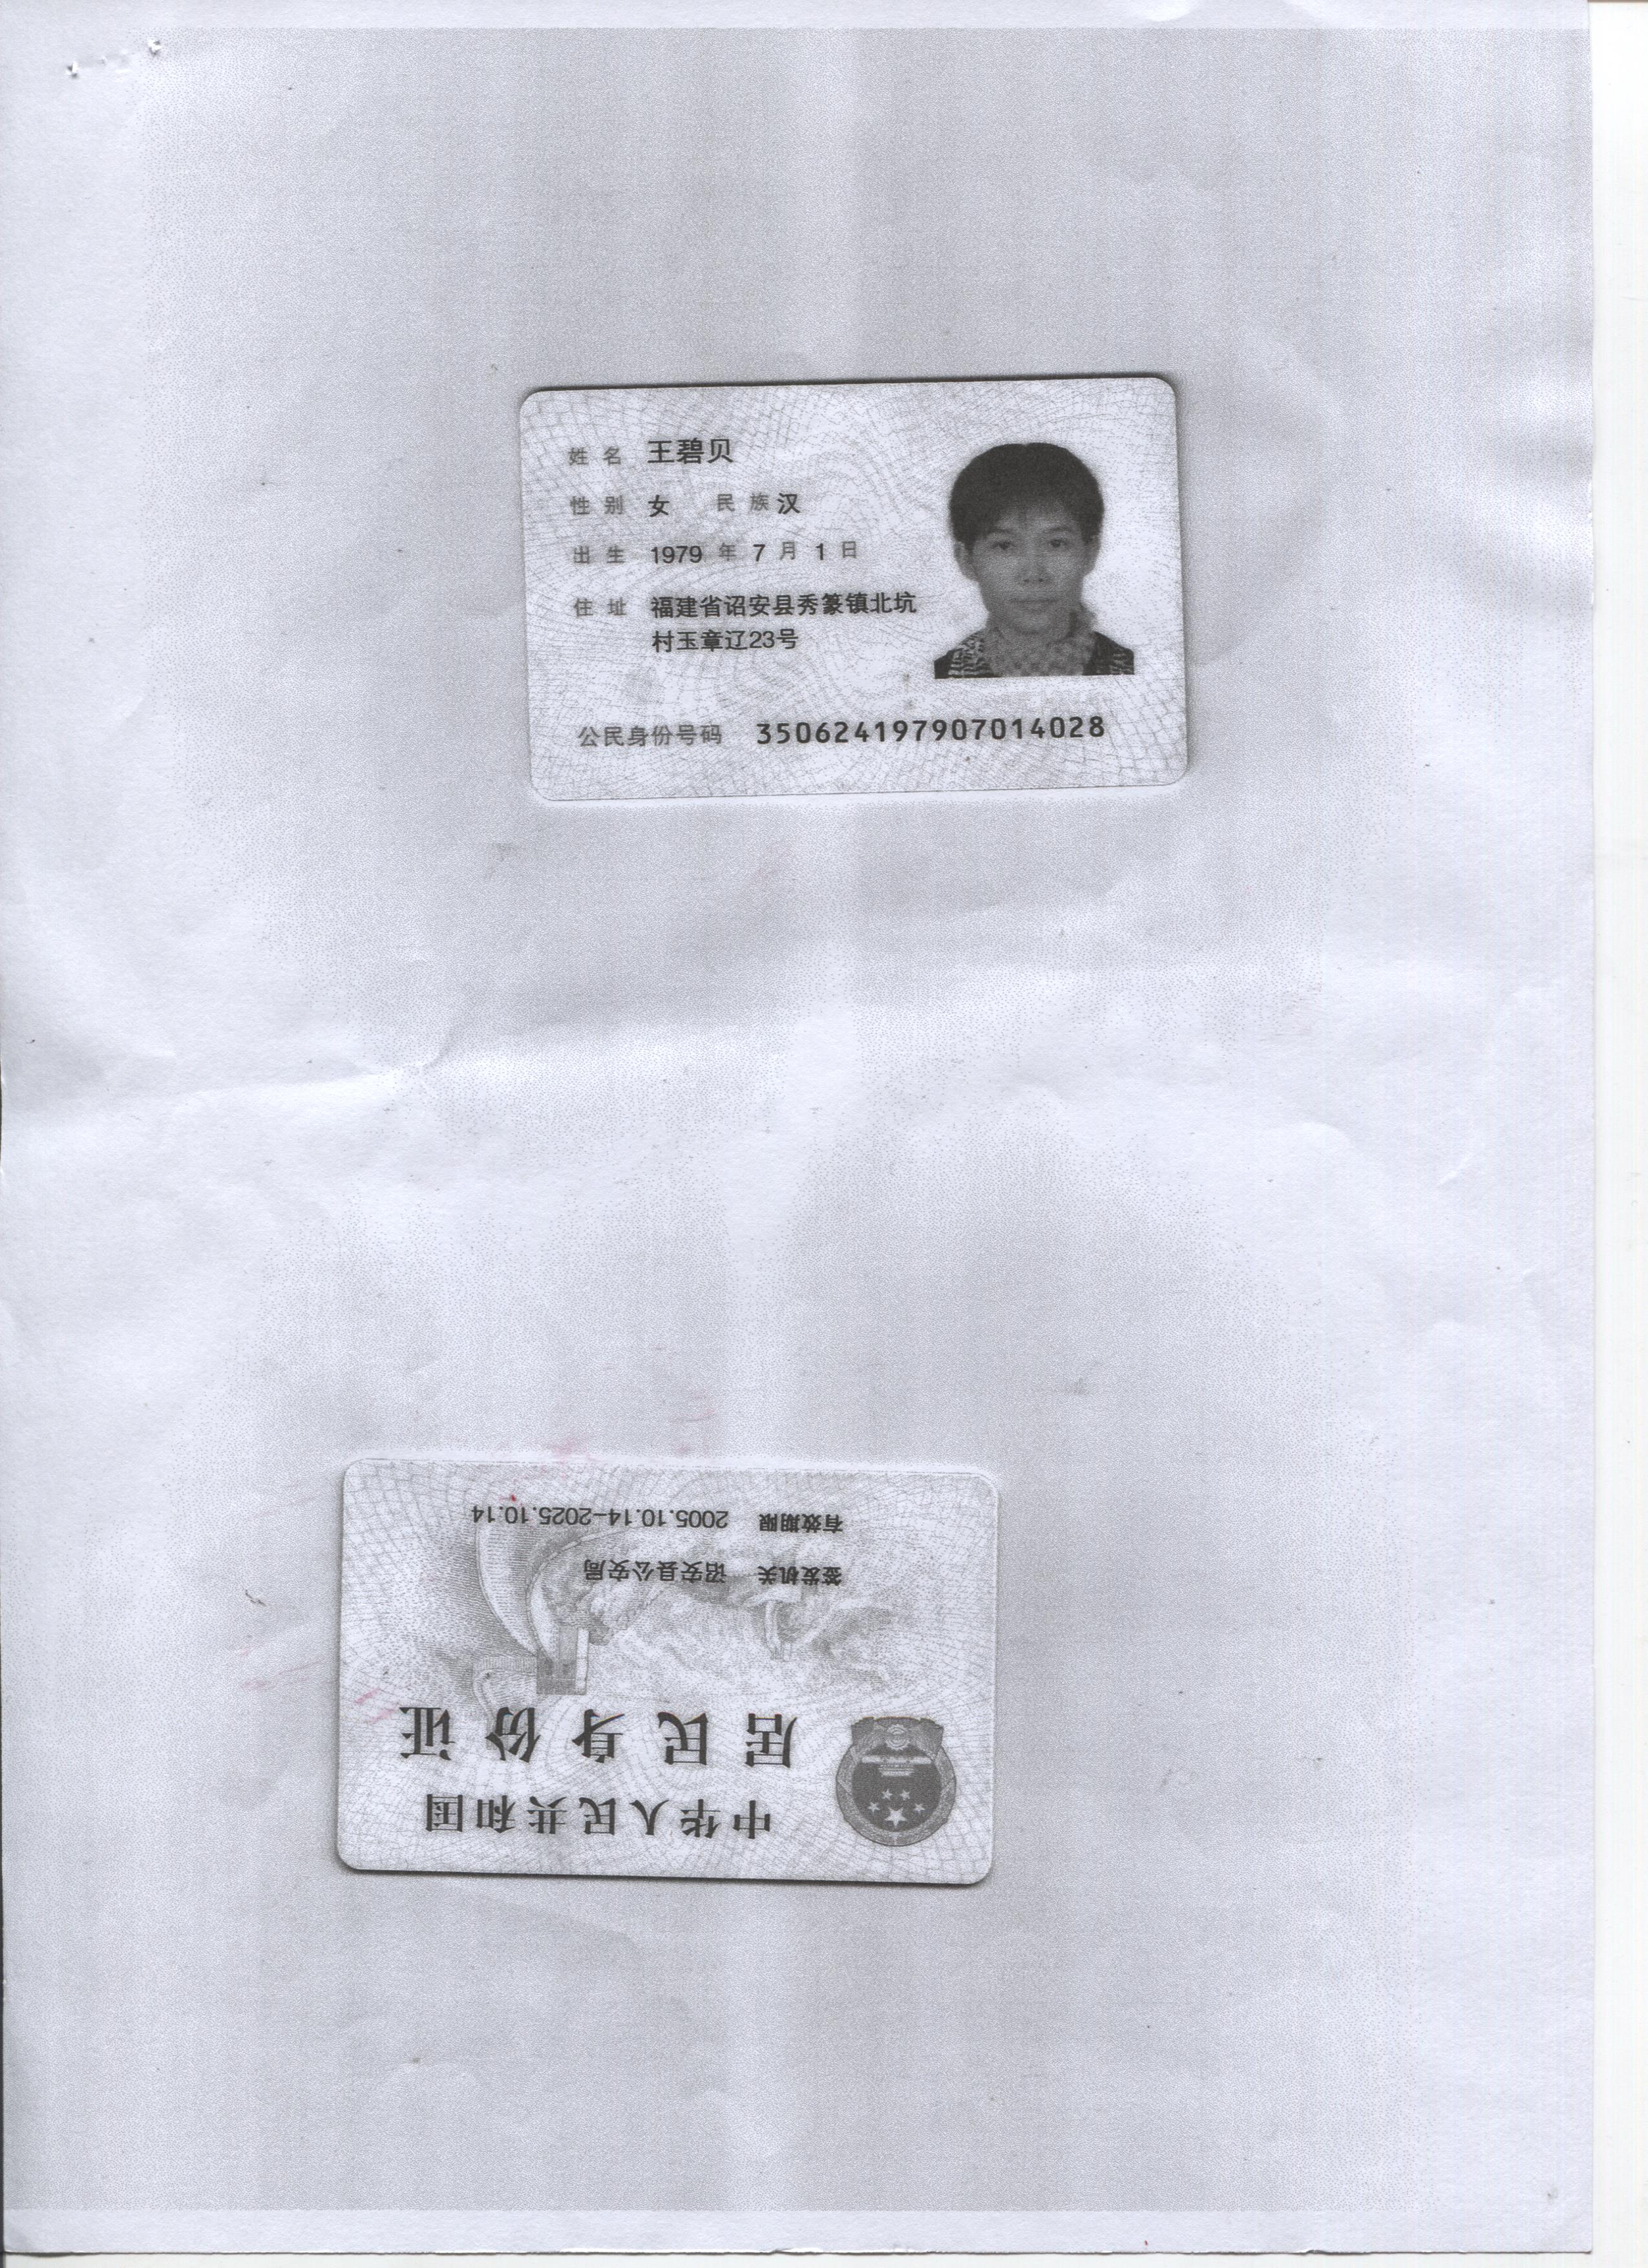 姓名 王碧贝
性别 女 民族 汉
出生 1979 年 7 月 1 日
住址 福建省诏安县秀篆镇北坑
村玉章辽23号
公民身份号码 350624197907014028
中华人民共和国
居民身份证
签发机关 诏安县公安局
有效期限 2005.10.14-2025.10.14